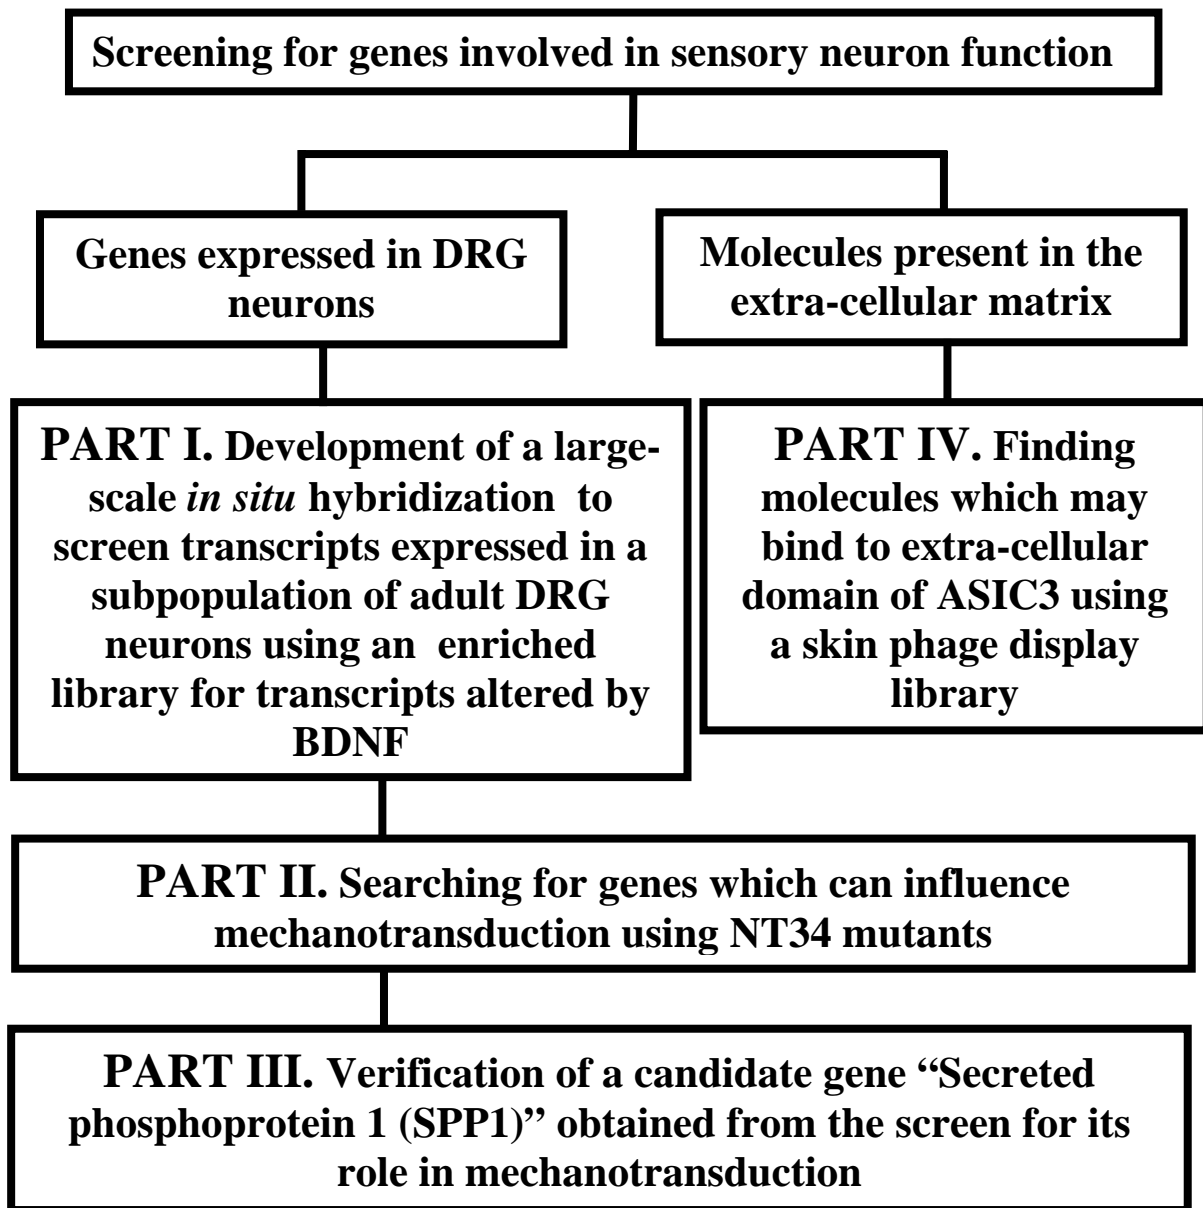 Screening for genes involved in sensory neuron function
Genes expressed in DRG
neurons
Molecules present in the
extra-cellular matrix
PART I. Development of a large-
scale in situ hybridization to
screen transcripts expressed in a
subpopulation of adult DRG
neurons using an enriched
library for transcripts altered by
BDNF
PART IV. Finding
molecules which may
bind to extra-cellular
domain of ASIC3 using
a skin phage display
library
PART II. Searching for genes which can influence
mechanotransduction using NT34 mutants
PART III. Verification of a candidate gene “Secreted
phosphoprotein 1 (SPP1)” obtained from the screen for its
role in mechanotransduction